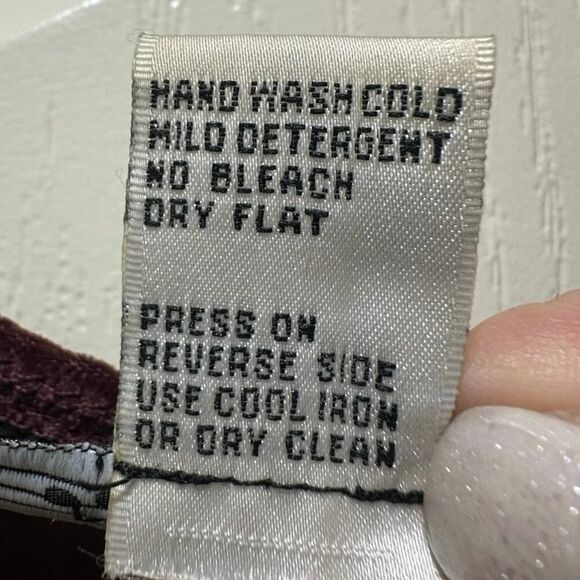 HAND WASH COLD
MILD DETERGENT
NO BLEACH
DRY FLAT
PRESS ON
REVERSE SIDE
USE COOL IRON
OR DRY CLEAN